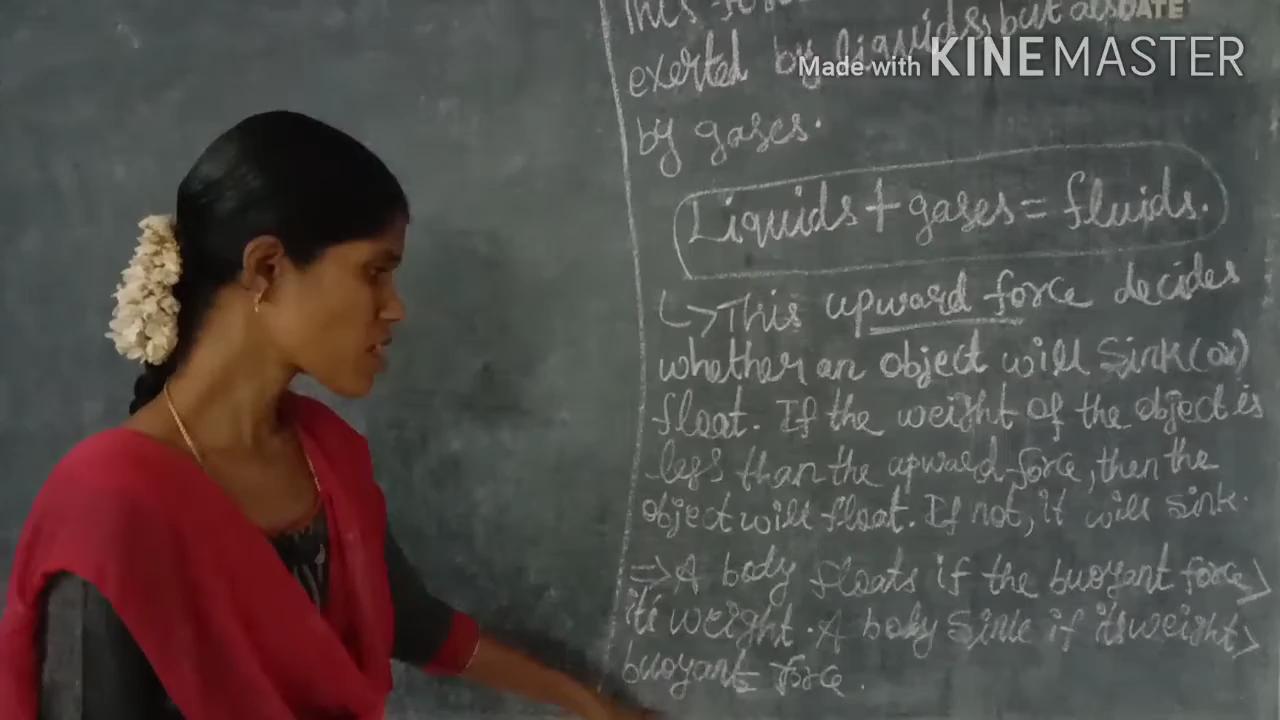 This
exerted by liquids, but also
by gases.
Liquids + gases = fluids.
↳ This upward force decides
whether an object will sink (or)
float. If the weight of the object is
less than the upward force, then the
object will float. If not, it will sink.
⇒ A body floats if the buoyant force >
its weight. A body sink if its weight >
buoyant force.
DATE
Made with KINEMASTER